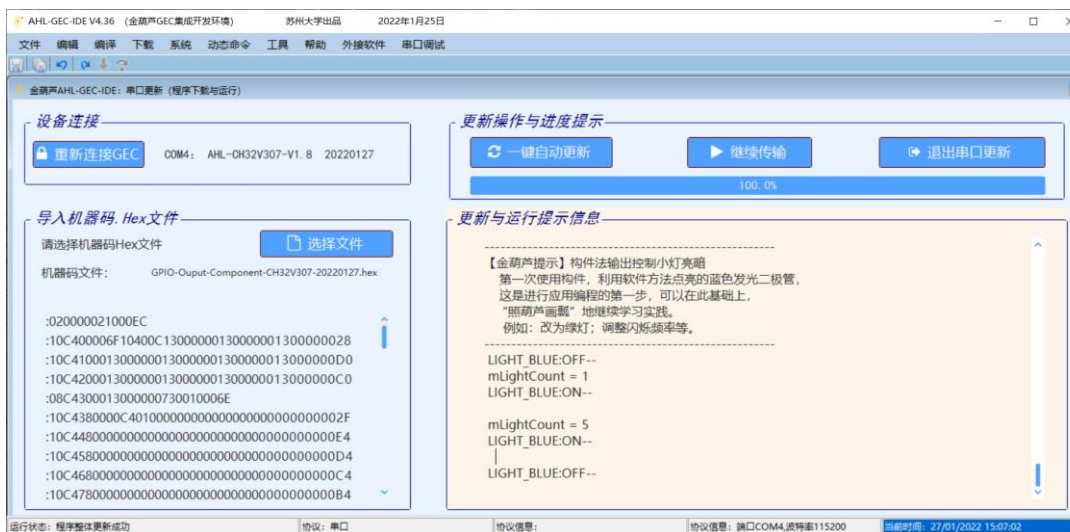 AHL-GEC-IDE V4.36 (金葫芦GEC集成开发环境) 苏州大学出品 2022年1月25日
文件 编辑 编译 下载 系统 动态命令 工具 帮助 外接软件 串口调试
金葫芦AHL-GEC-IDE：串口更新（程序下载与运行）
设备连接
重新连接GEC COM4： AHL-CH32V307-V1.8 20220127
更新操作与进度提示
一键自动更新 继续传输 退出串口更新
100.0%
导入机器码.Hex文件
请选择机器码Hex文件 选择文件
机器码文件： GPIO-Ouput-Component-CH32V307-20220127.hex
:020000021000EC
:10C400006F10400C13000000130000001300000028
:10C41000130000001300000013000000130000000D0
:10C42000130000001300000013000000130000000C0
:08C43000130000007300100​06E
:10C4380000C401000000000000000000000000002F
:10C4480000000000000000000000000000000000E4
:10C4580000000000000000000000000000000000D4
:10C4680000000000000000000000000000000000C4
:10C4780000000000000000000000000000000000B4
更新与运行提示信息
------------------------------------------------------------
【金葫芦提示】构件法输出控制小灯亮暗
第一次使用构件，利用软件方法点亮的蓝色发光二极管，
这是进行应用编程的第一步，可以在此基础上，
“照葫芦画瓢”地继续学习实践。
例如：改为绿灯；调整闪烁频率等。
------------------------------------------------------------
LIGHT_BLUE:OFF--
mLightCount = 1
LIGHT_BLUE:ON--
mLightCount = 5
LIGHT_BLUE:ON--
LIGHT_BLUE:OFF--
运行状态：程序整体更新成功 协议：串口 协议信息： 协议信息：端口COM4,波特率115200 当前时间：27/01/2022 15:07:02